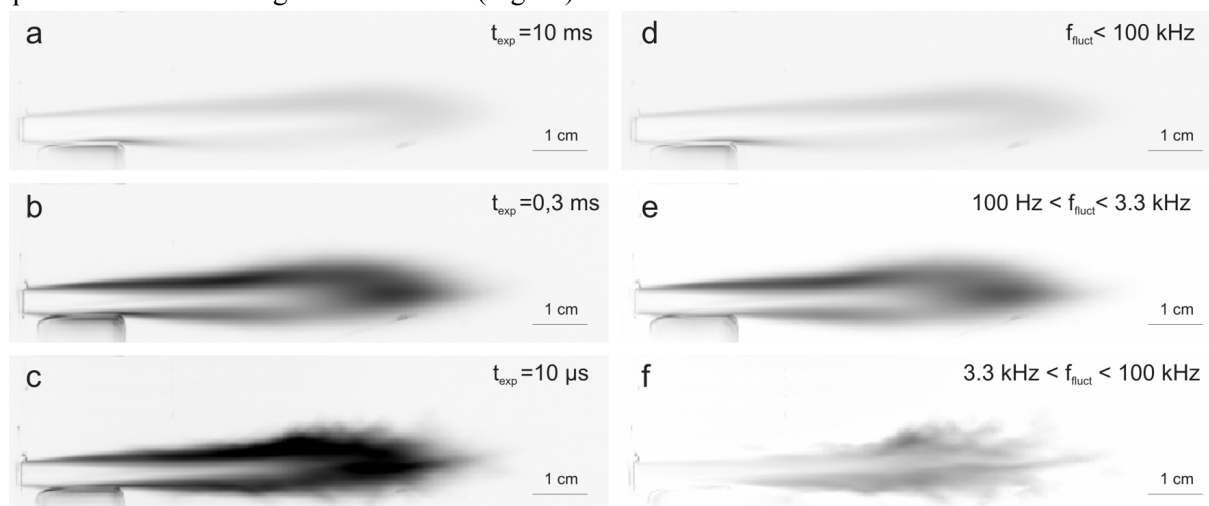 a
t_exp =10 ms
1 cm
d
f_fluct < 100 kHz
1 cm
b
t_exp =0,3 ms
1 cm
e
100 Hz < f_fluct < 3.3 kHz
1 cm
c
t_exp =10 μs
1 cm
f
3.3 kHz < f_fluct < 100 kHz
1 cm